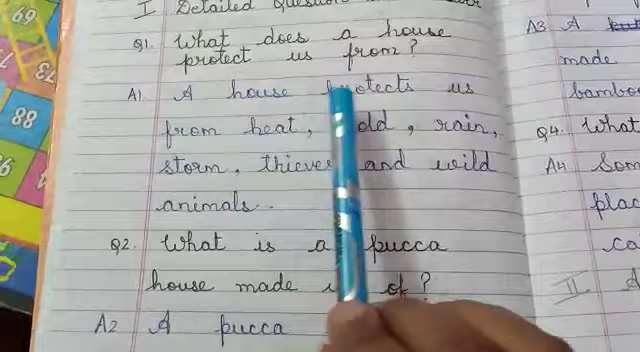 I Detailed Question
Q1. What does a house
protect us from?
A1 A house protects us
from heat, cold, rain,
storm, thieves and wild
animals.
Q2. What is a pucca
house made of?
A2 A pucca
A3 A
made
bamboo
Q4. What
A4 Som
plac
ca
II.
69
73
88